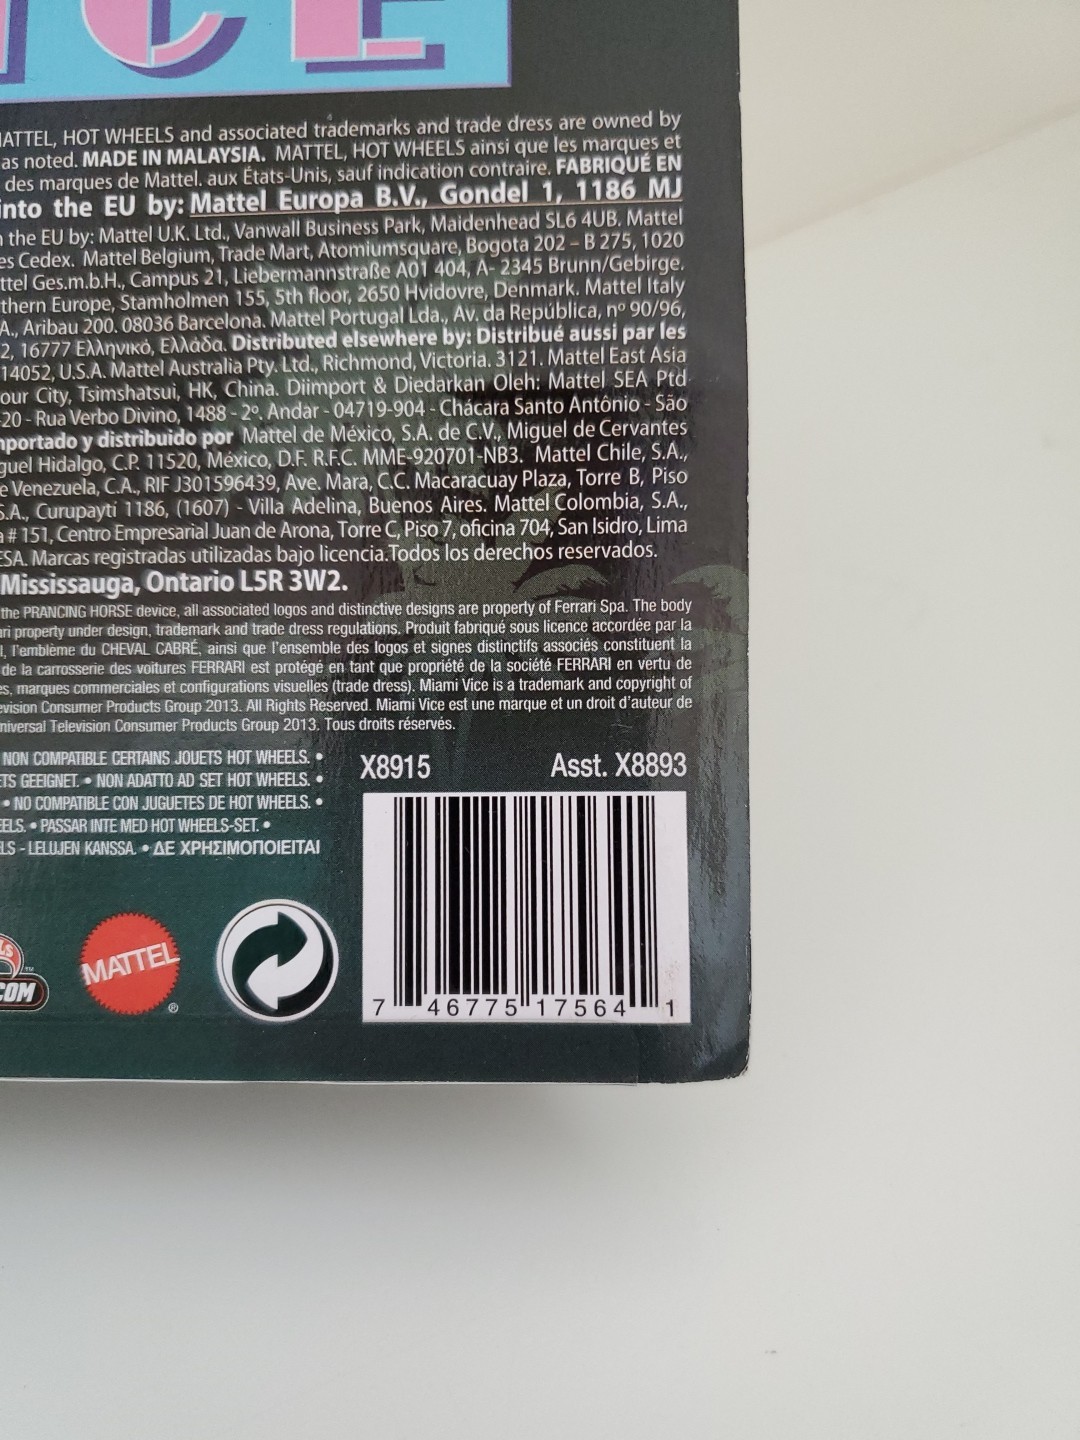 ICE
MATTEL, HOT WHEELS and associated trademarks and trade dress are owned by
as noted. MADE IN MALAYSIA. MATTEL, HOT WHEELS ainsi que les marques et
des marques de Mattel. aux États-Unis, sauf indication contraire. FABRIQUÉ EN
into the EU by: Mattel Europa B.V., Gondel 1, 1186 MJ
the EU by: Mattel U.K. Ltd., Vanwall Business Park, Maidenhead SL6 4UB. Mattel
es Cedex. Mattel Belgium, Trade Mart, Atomiumsquare, Bogota 202 – B 275, 1020
ttel Ges.m.b.H., Campus 21, Liebermannstraße A01 404, A- 2345 Brunn/Gebirge.
thern Europe, Stamholmen 155, 5th floor, 2650 Hvidovre, Denmark. Mattel Italy
A., Aribau 200. 08036 Barcelona. Mattel Portugal Lda., Av. da República, nº 90/96,
2, 16777 Ελληνικό, Ελλάδα. Distributed elsewhere by: Distribué aussi par les
14052, U.S.A. Mattel Australia Pty. Ltd., Richmond, Victoria. 3121. Mattel East Asia
our City, Tsimshatsui, HK, China. Diimport & Diedarkan Oleh: Mattel SEA Ptd
-20 - Rua Verbo Divino, 1488 - 2º. Andar - 04719-904 - Chácara Santo Antônio - São
mportado y distribuido por Mattel de México, S.A. de C.V., Miguel de Cervantes
guel Hidalgo, C.P. 11520, México, D.F. R.F.C. MME-920701-NB3. Mattel Chile, S.A.,
e Venezuela, C.A., RIF J301596439, Ave. Mara, C.C. Macaracuay Plaza, Torre B, Piso
S.A., Curupaytí 1186, (1607) - Villa Adelina, Buenos Aires. Mattel Colombia, S.A.,
a # 151, Centro Empresarial Juan de Arona, Torre C, Piso 7, oficina 704, San Isidro, Lima
ESA. Marcas registradas utilizadas bajo licencia.Todos los derechos reservados.
Mississauga, Ontario L5R 3W2.
the PRANCING HORSE device, all associated logos and distinctive designs are property of Ferrari Spa. The body
ri property under design, trademark and trade dress regulations. Produit fabriqué sous licence accordée par la
l, l'emblème du CHEVAL CABRÉ, ainsi que l'ensemble des logos et signes distinctifs associés constituent la
de la carrosserie des voitures FERRARI est protégé en tant que propriété de la société FERRARI en vertu de
es, marques commerciales et configurations visuelles (trade dress). Miami Vice is a trademark and copyright of
evision Consumer Products Group 2013. All Rights Reserved. Miami Vice est une marque et un droit d'auteur de
niversal Television Consumer Products Group 2013. Tous droits réservés.
NON COMPATIBLE CERTAINS JOUETS HOT WHEELS. •
ETS GEEIGNET. • NON ADATTO AD SET HOT WHEELS. •
• NO COMPATIBLE CON JUGUETES DE HOT WHEELS. •
EELS. • PASSAR INTE MED HOT WHEELS-SET. •
LS - LELUJEN KANSSA. • ΔΕ ΧΡΗΣΙΜΟΠΟΙΕΙΤΑΙ
X8915 Asst. X8893
ls ™
.COM
MATTEL ®
7 46775 17564 1